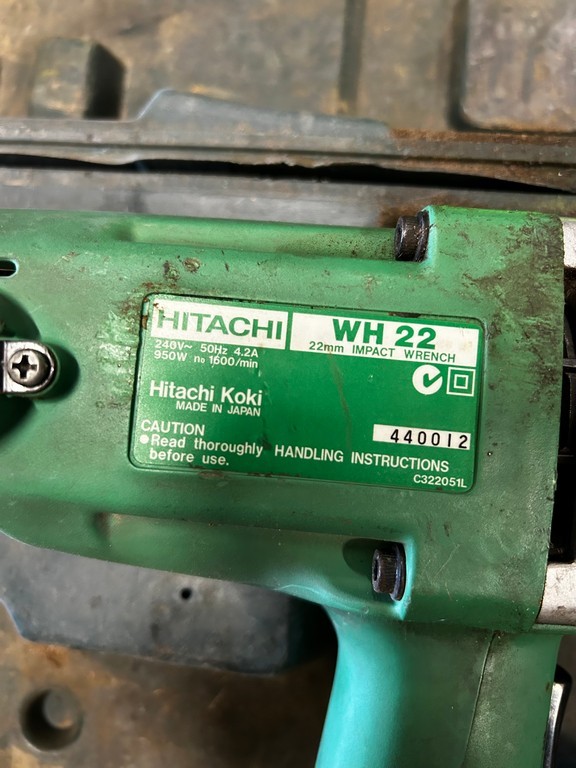 HITACHI
WH 22
22mm IMPACT WRENCH
240V~ 50Hz 4.2A
950W n₀ 1600/min
Hitachi Koki
MADE IN JAPAN
440012
CAUTION
●Read thoroughly HANDLING INSTRUCTIONS
before use.
C322051L